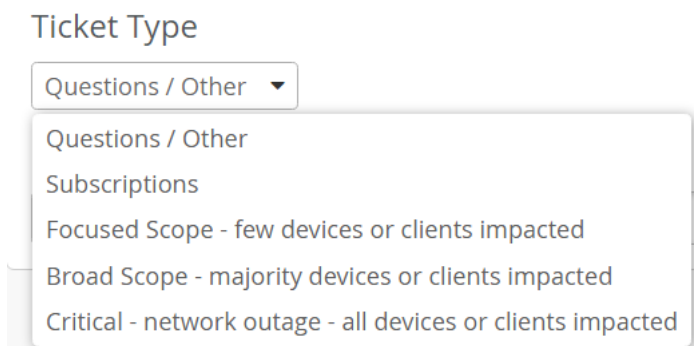 Ticket Type
Questions / Other
Questions / Other
Subscriptions
Focused Scope - few devices or clients impacted
Broad Scope - majority devices or clients impacted
Critical - network outage - all devices or clients impacted